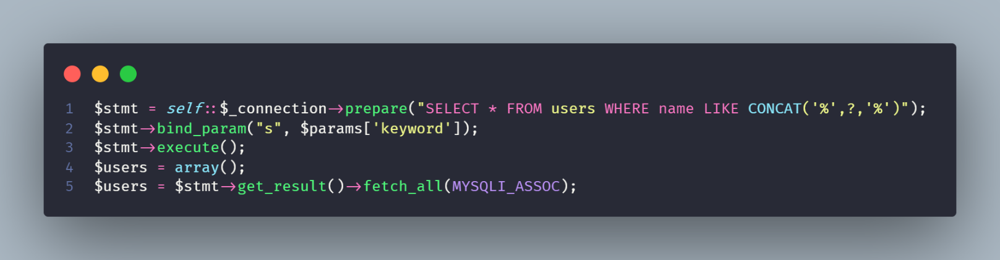 1 $stmt = self::$_connection->prepare("SELECT * FROM users WHERE name LIKE CONCAT('%',?,'%')");
2 $stmt->bind_param("s", $params['keyword']);
3 $stmt->execute();
4 $users = array();
5 $users = $stmt->get_result()->fetch_all(MYSQLI_ASSOC);